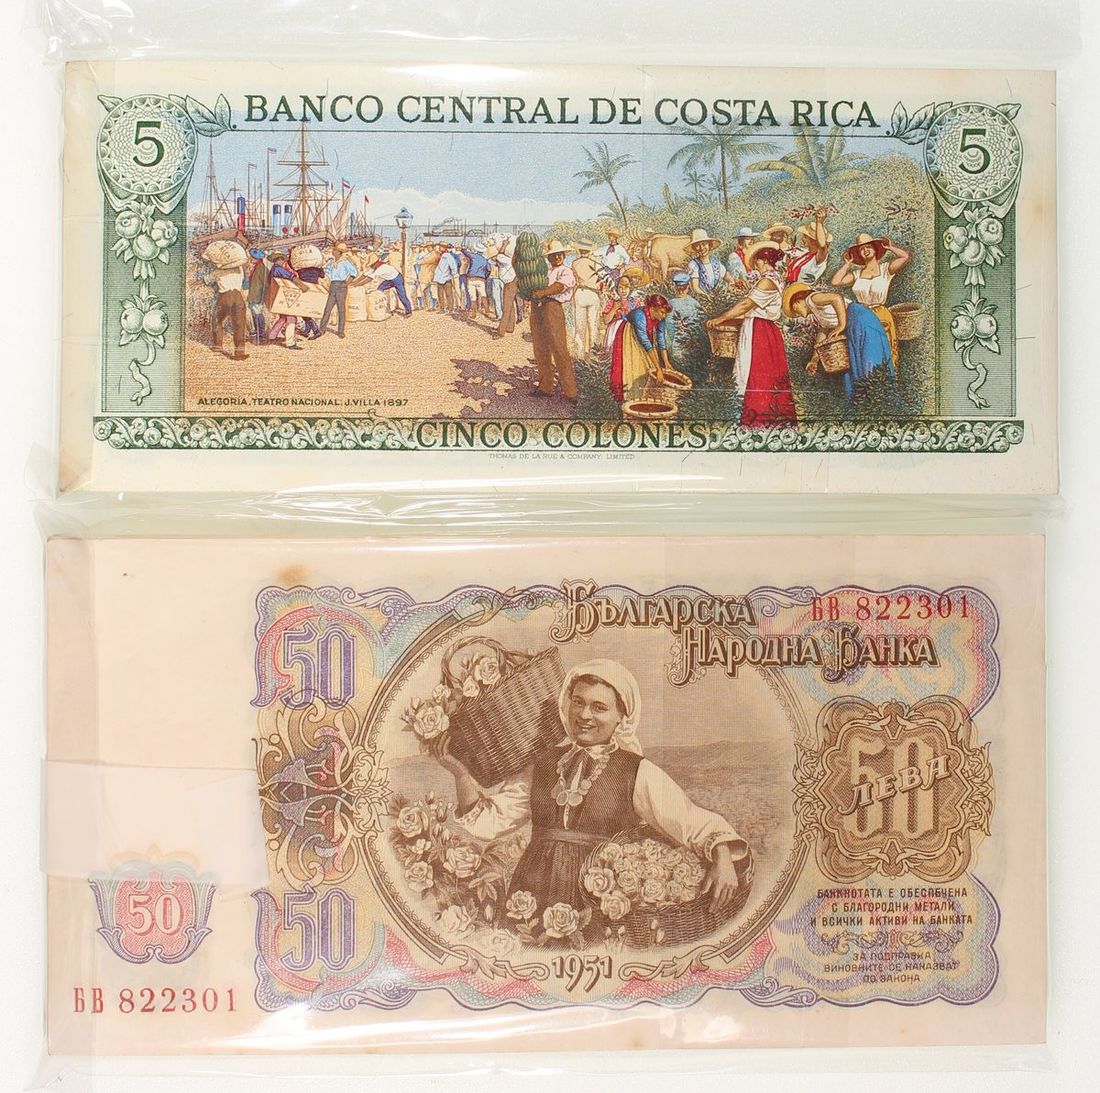 5
BANCO CENTRAL DE COSTA RICA
5
ALEGORIA, TEATRO NACIONAL. J. VILLA 1897
CINCO COLONES
THOMAS DE LA RUE & COMPANY, LIMITED
50
БЪЛГАРСКА
НАРОДНА БАНКА
БВ 822301
50
ЛЕВА
50
50
1951
БАНКНОТАТА Е ОБЕЗПЕЧЕНА
С БЛАГОРОДНИ МЕТАЛИ
И ВСИЧКИ АКТИВИ НА БАНКАТА
ЗА ПОДПРАВКА
ВИНОВНИТЕ СЕ НАКАЗВАТ
ПО ЗАКОНА
БВ 822301